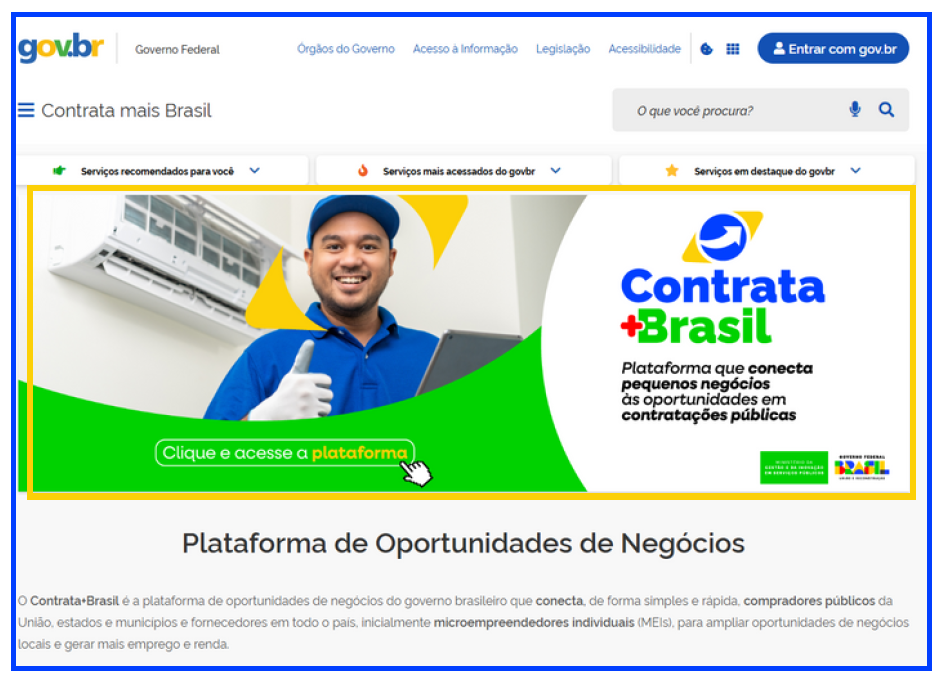 gov.br
Governo Federal
Órgãos do Governo
Acesso à Informação
Legislação
Acessibilidade
Entrar com gov.br
Contrata mais Brasil
O que você procura?
Serviços recomendados para você
Serviços mais acessados do govbr
Serviços em destaque do govbr
Contrata
+Brasil
Plataforma que conecta
pequenos negócios
às oportunidades em
contratações públicas
Clique e acesse a plataforma
MINISTÉRIO DA
GESTÃO E DA INOVAÇÃO
EM SERVIÇOS PÚBLICOS
GOVERNO FEDERAL
BRASIL
UNIÃO E RECONSTRUÇÃO
Plataforma de Oportunidades de Negócios
O Contrata+Brasil é a plataforma de oportunidades de negócios do governo brasileiro que conecta, de forma simples e rápida, compradores públicos da
União, estados e municípios e fornecedores em todo o país, inicialmente microempreendedores individuais (MEIs), para ampliar oportunidades de negócios
locais e gerar mais emprego e renda.